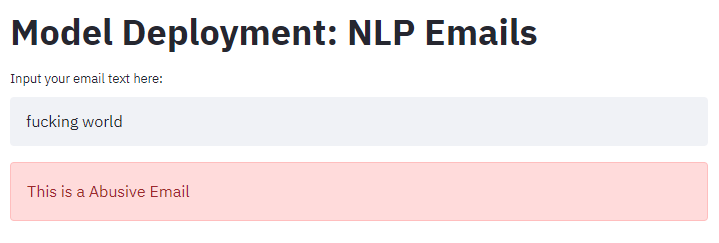 Model Deployment: NLP Emails
Input your email text here:
fucking world
This is a Abusive Email